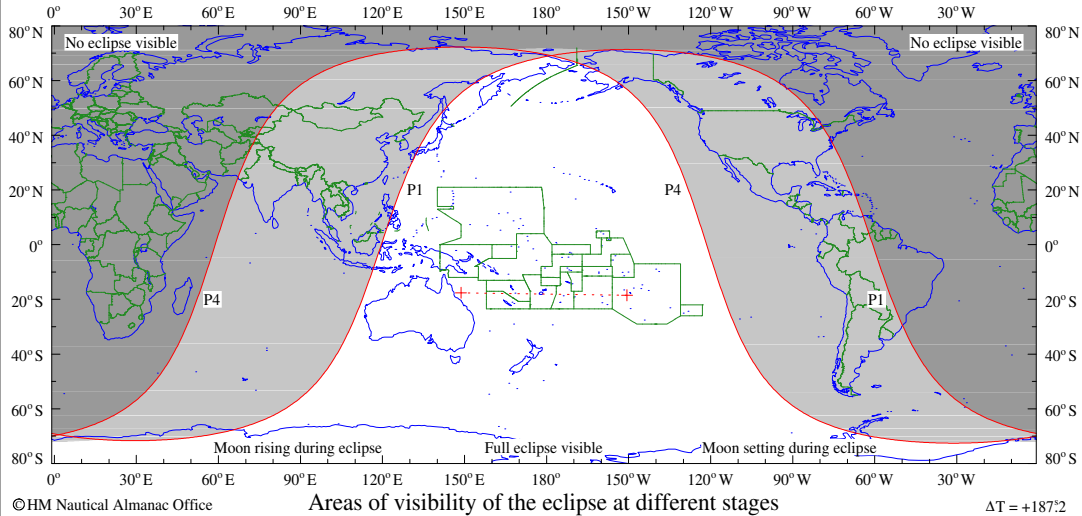 0° 30°E 60°E 90°E 120°E 150°E 180° 150°W 120°W 90°W 60°W 30°W
80°N 80°N
No eclipse visible No eclipse visible
60°N 60°N
40°N 40°N
20°N P1 P4 20°N
0° 0°
20°S P4 P1 20°S
40°S 40°S
60°S 60°S
Moon rising during eclipse Full eclipse visible Moon setting during eclipse
80°S 80°S
0° 30°E 60°E 90°E 120°E 150°E 180° 150°W 120°W 90°W 60°W 30°W
© HM Nautical Almanac Office Areas of visibility of the eclipse at different stages ΔT = +187ˢ.2